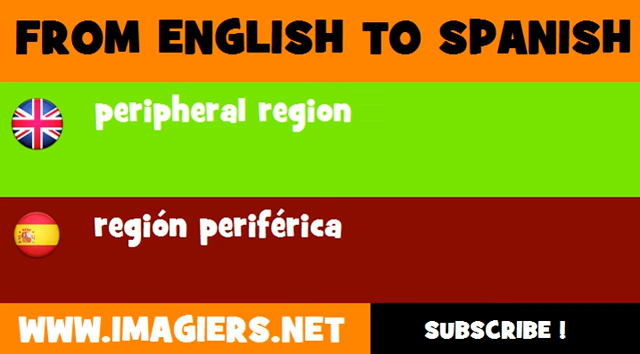 FROM ENGLISH TO SPANISH
peripheral region
región periférica
WWW.IMAGIERS.NET
SUBSCRIBE !